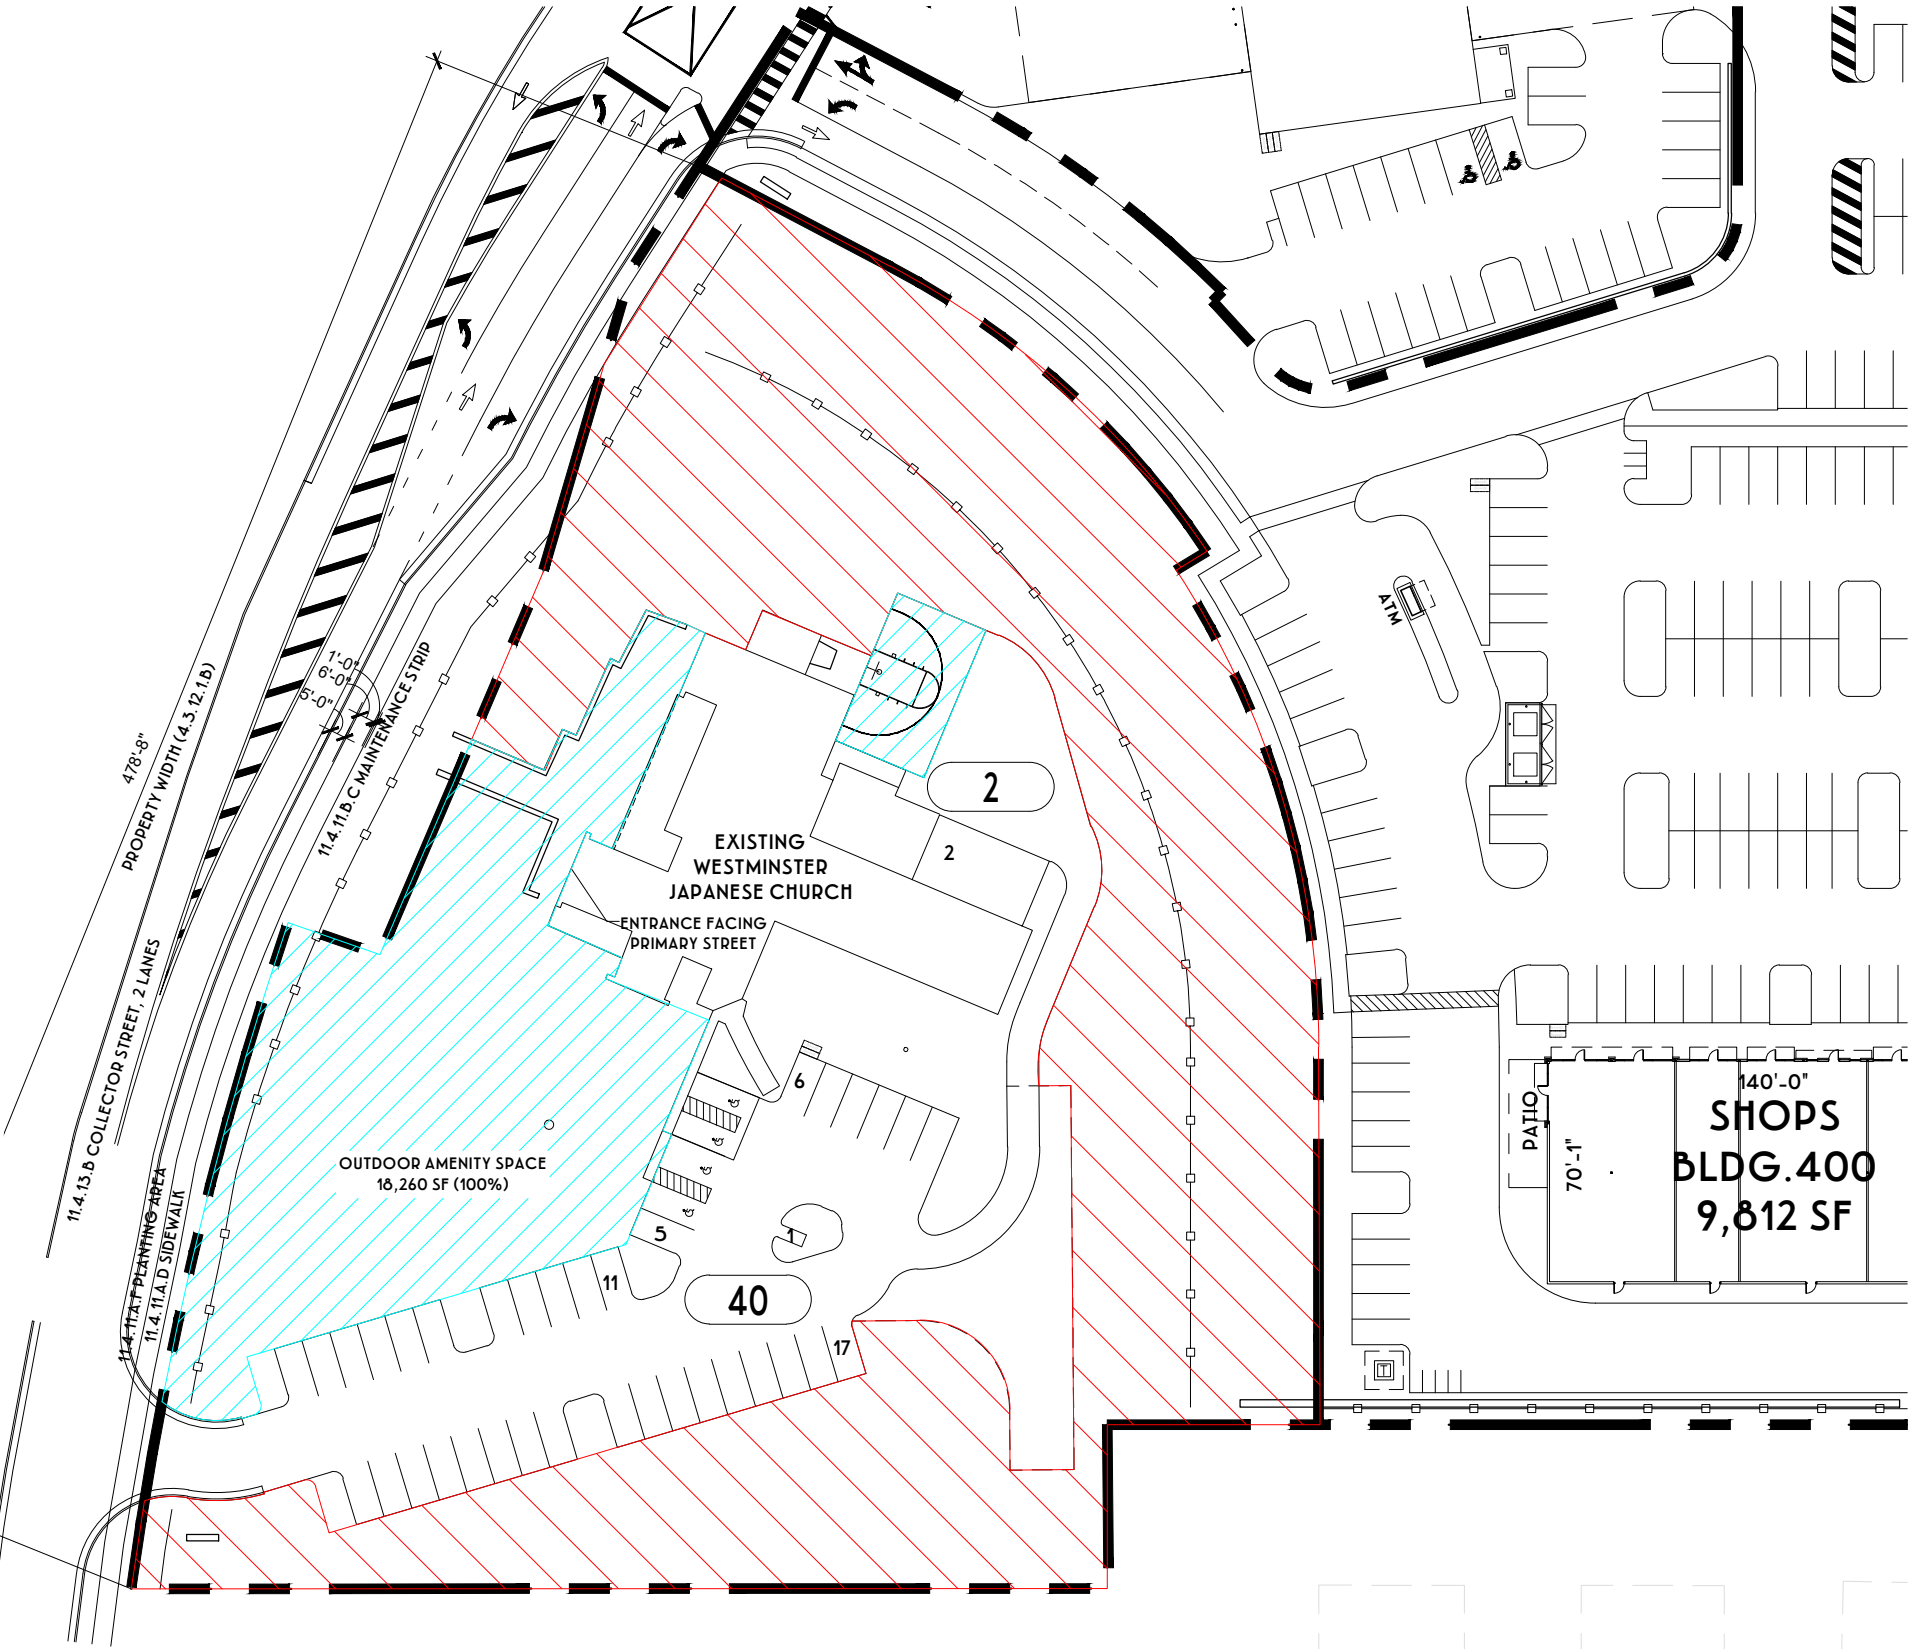 ATM
1'-0"
6'-0"
5'-0"
478'-8"
PROPERTY WIDTH (4.3.12.1.B)
11.4.11.B.C MAINTENANCE STRIP
2
EXISTING
WESTMINSTER
JAPANESE CHURCH
2
ENTRANCE FACING
PRIMARY STREET
11.4.13.B COLLECTOR STREET, 2 LANES
6
140'-0"
SHOPS
BLDG.400
9,812 SF
PATIO
70'-1"
OUTDOOR AMENITY SPACE
18,260 SF (100%)
11.4.11.A.F PLANTING AREA
11.4.11.A.D SIDEWALK
5
1
11
40
17
T